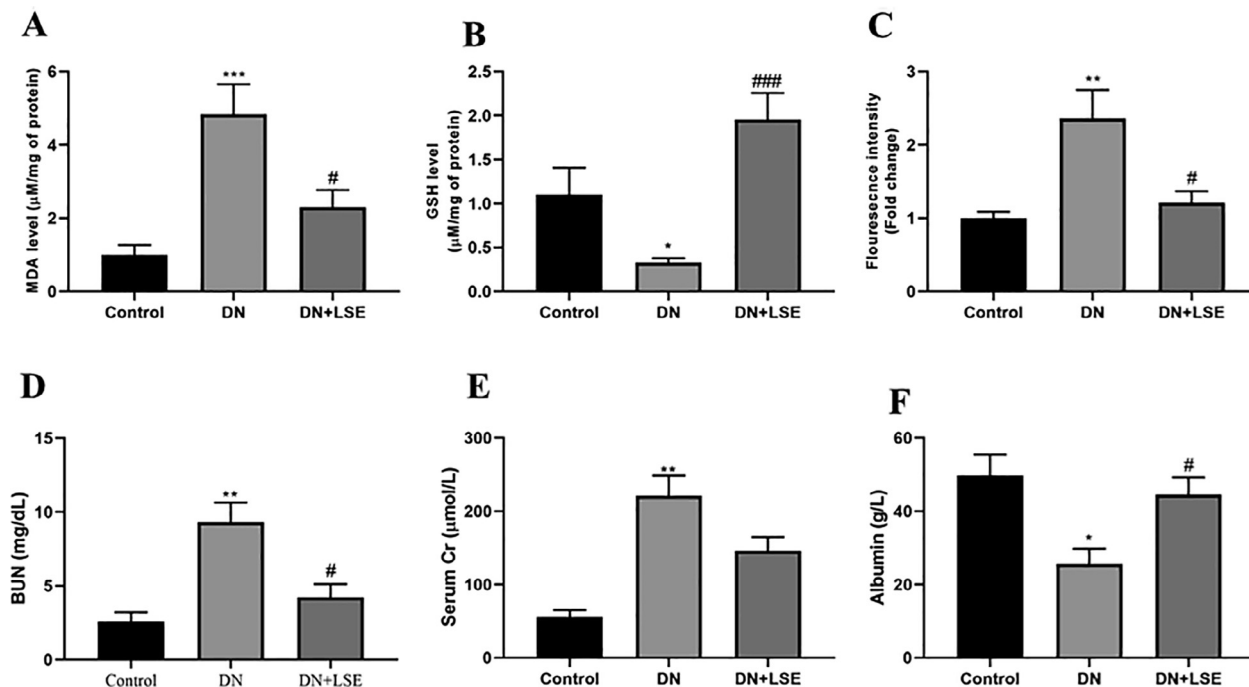 A
MDA level (µM/mg of protein)
6
4
2
0
***
#
Control DN DN+LSE
B
GSH level
(µM/mg of protein)
2.5
2.0
1.5
1.0
0.5
0.0
*
###
Control DN DN+LSE
C
Flouresecnce intensity
(Fold change)
3
2
1
0
**
#
Control DN DN+LSE
D
BUN (mg/dL)
15
10
5
0
**
#
Control DN DN+LSE
E
Serum Cr (µmol/L)
300
200
100
0
**
Control DN DN+LSE
F
Albumin (g/L)
60
40
20
0
*
#
Control DN DN+LSE